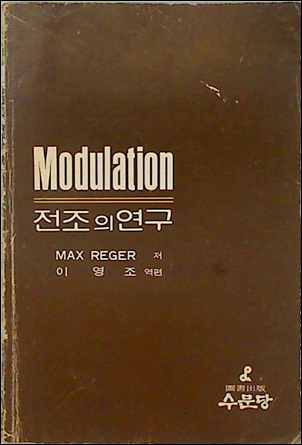 Modulation
전조의연구
MAX REGER 저
이 영 조 역편
圖書出版
수문당